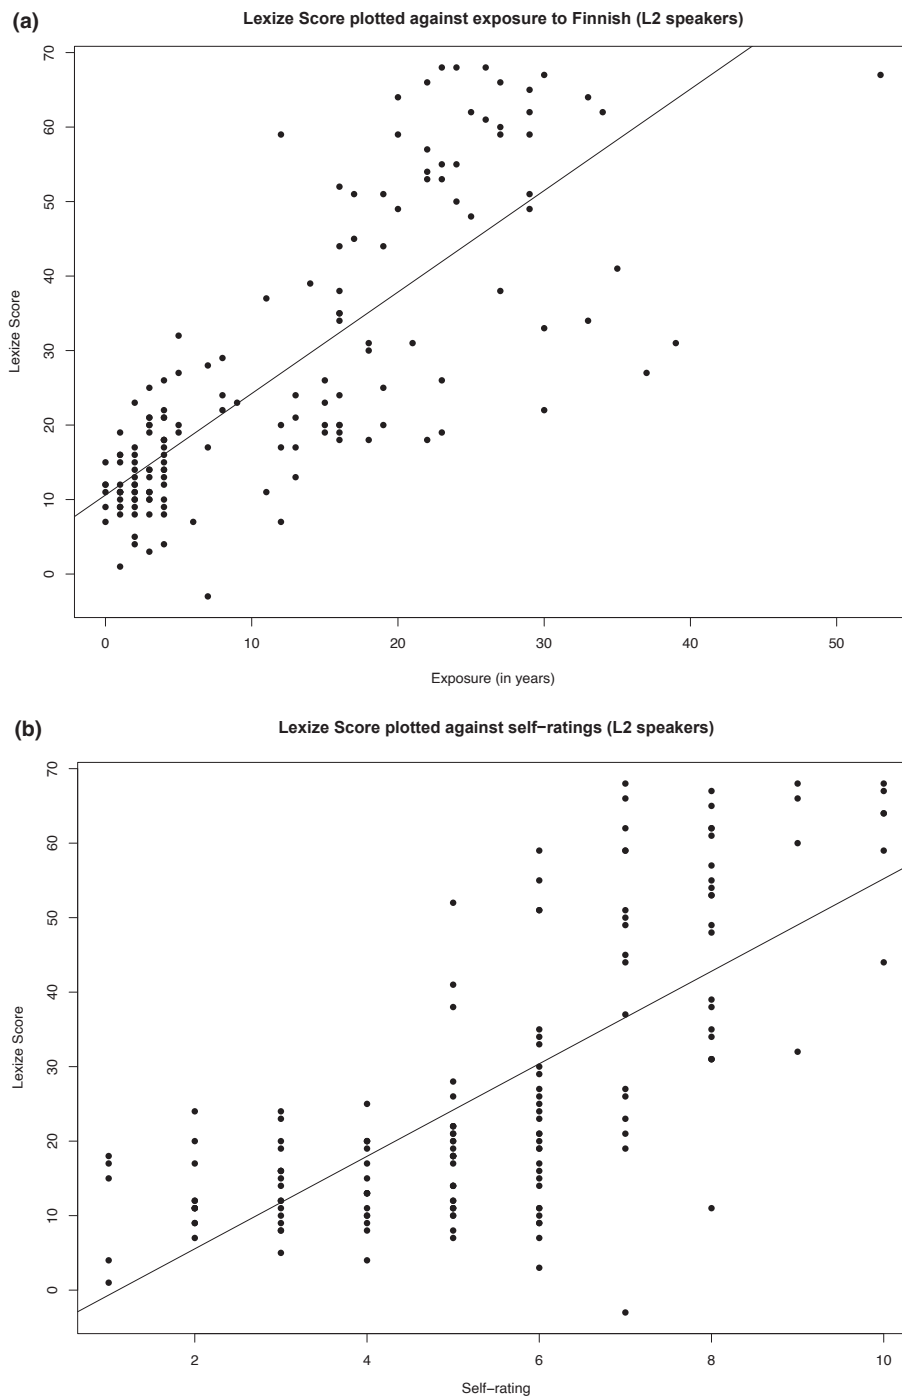 (a)
Lexize Score plotted against exposure to Finnish (L2 speakers)
70
60
50
40
30
20
10
0
Lexize Score
0 10 20 30 40 50
Exposure (in years)
(b)
Lexize Score plotted against self−ratings (L2 speakers)
70
60
50
40
30
20
10
0
Lexize Score
2 4 6 8 10
Self−rating